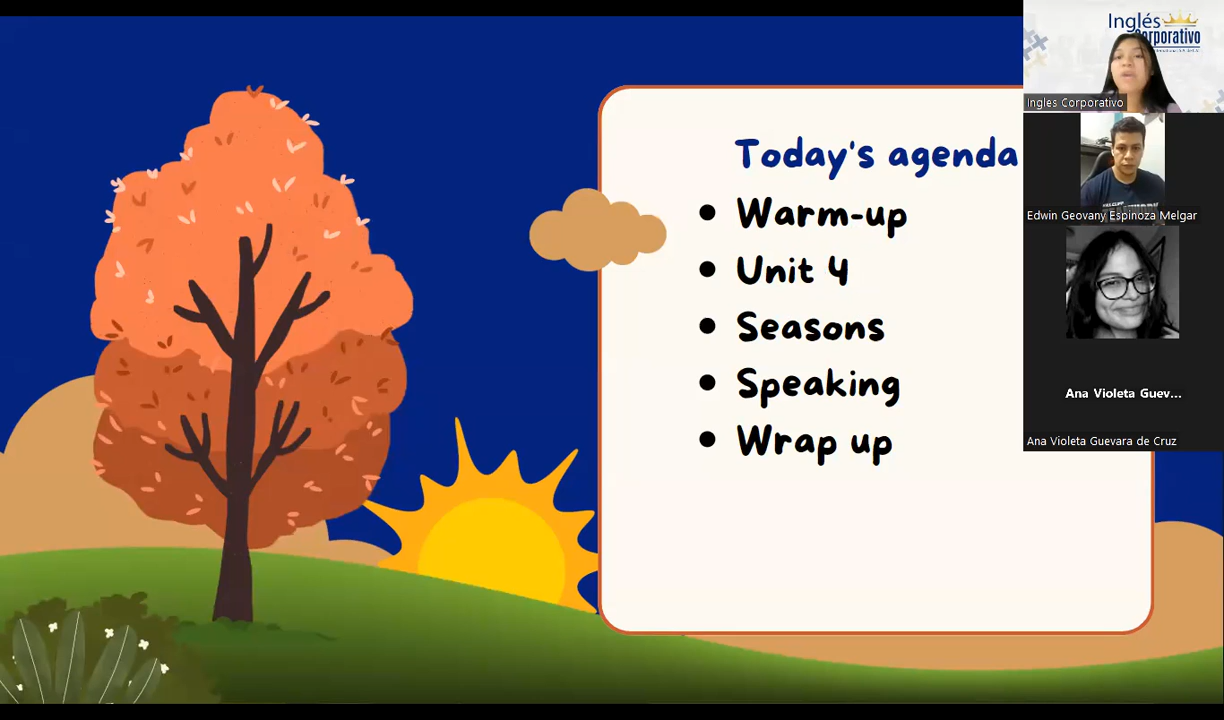 Today's agenda
Warm-up
Unit 4
Seasons
Speaking
Wrap up
Inglés
Corporativo
Ingles Corporativo
Edwin Geovany Espinoza Melgar
Ana Violeta Guev...
Ana Violeta Guevara de Cruz